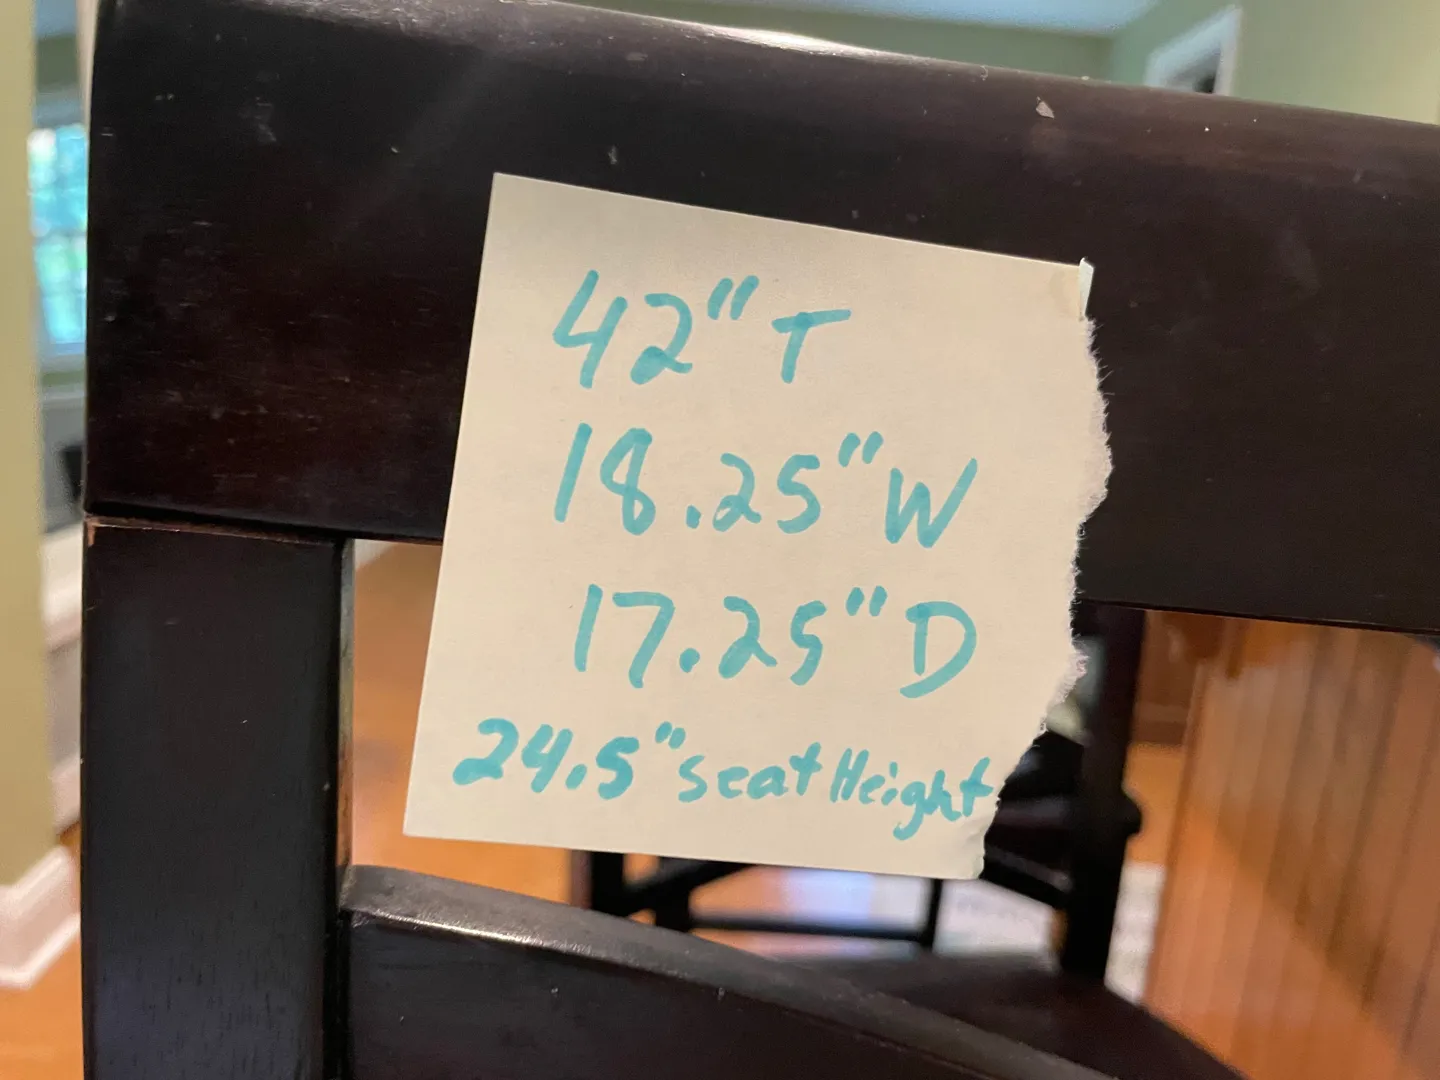 42" T
18.25" W
17.25" D
24.5" seat Height